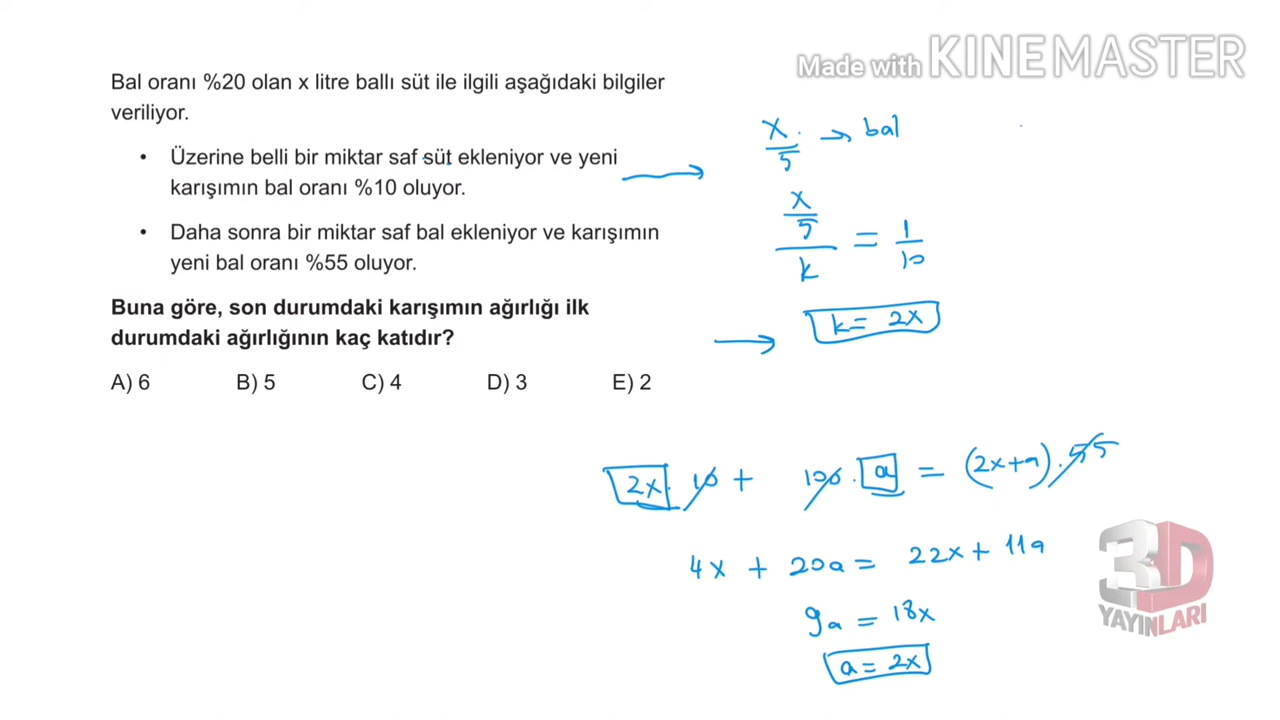 Made with KINEMASTER
Bal oranı %20 olan x litre ballı süt ile ilgili aşağıdaki bilgiler
veriliyor.
• Üzerine belli bir miktar saf süt ekleniyor ve yeni
karışımın bal oranı %10 oluyor.
• Daha sonra bir miktar saf bal ekleniyor ve karışımın
yeni bal oranı %55 oluyor.
Buna göre, son durumdaki karışımın ağırlığı ilk
durumdaki ağırlığının kaç katıdır?
A) 6 B) 5 C) 4 D) 3 E) 2
x/5 → bal
(x/5)/k = 1/10
k = 2x
2x · 10 + 100 · a = (2x+a) · 55
4x + 20a = 22x + 11a
9a = 18x
a = 2x
3D
YAYINLARI